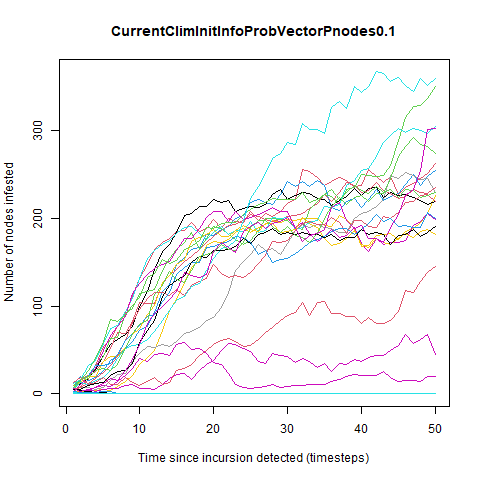 CurrentClimInitInfoProbVectorPnodes0.1
Number of nodes infested
300
200
100
0
0 10 20 30 40 50
Time since incursion detected (timesteps)